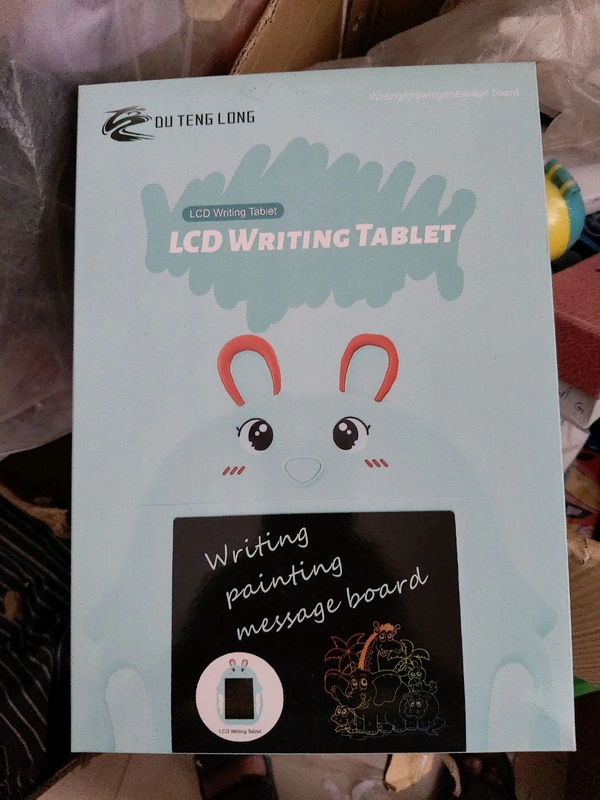 Writing/drawing/message board
DU TENG LONG
LCD Writing Tablet
LCD WRITING TABLET
Writing
painting
message board
LCD Writing Tablet